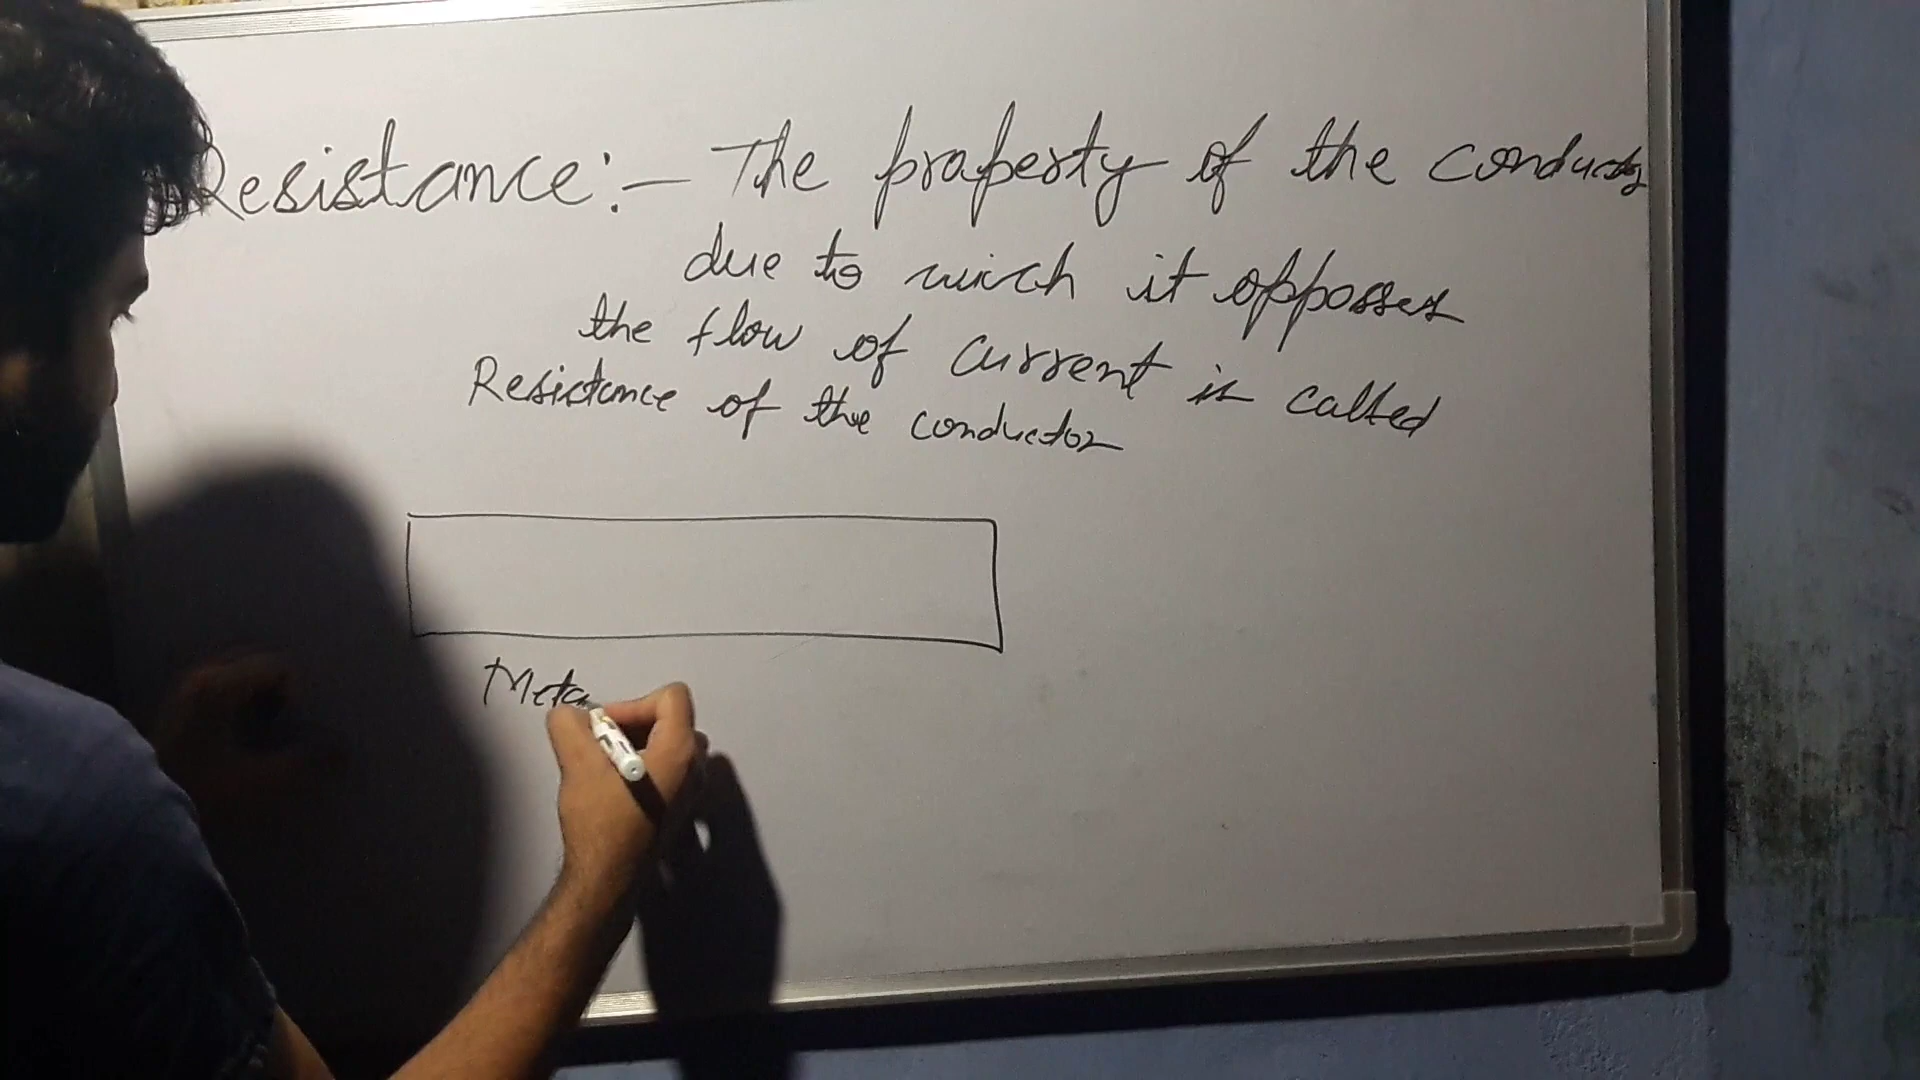 Resistance:- The property of the conductor
due to wich it opposses
the flow of current is called
Resistance of the conductor
Meta